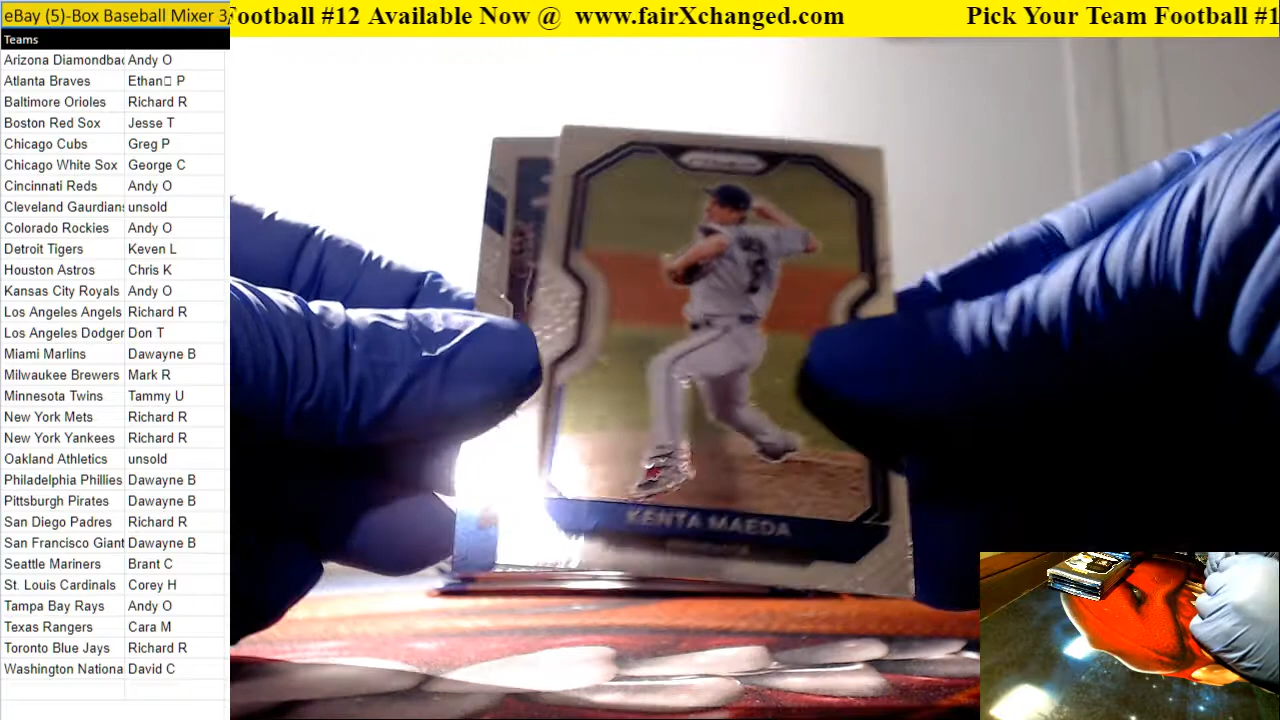 eBay (5)-Box Baseball Mixer 3
Football #12 Available Now @ www.fairXchanged.com Pick Your Team Football #1
Teams
Arizona Diamondba Andy O
Atlanta Braves Ethan P
Baltimore Orioles Richard R
Boston Red Sox Jesse T
Chicago Cubs Greg P
Chicago White Sox George C
Cincinnati Reds Andy O
Cleveland Gaurdians unsold
Colorado Rockies Andy O
Detroit Tigers Keven L
Houston Astros Chris K
Kansas City Royals Andy O
Los Angeles Angels Richard R
Los Angeles Dodger Don T
Miami Marlins Dawayne B
Milwaukee Brewers Mark R
Minnesota Twins Tammy U
New York Mets Richard R
New York Yankees Richard R
Oakland Athletics unsold
Philadelphia Phillies Dawayne B
Pittsburgh Pirates Dawayne B
San Diego Padres Richard R
San Francisco Giant Dawayne B
Seattle Mariners Brant C
St. Louis Cardinals Corey H
Tampa Bay Rays Andy O
Texas Rangers Cara M
Toronto Blue Jays Richard R
Washington Nationa David C
KENTA MAEDA